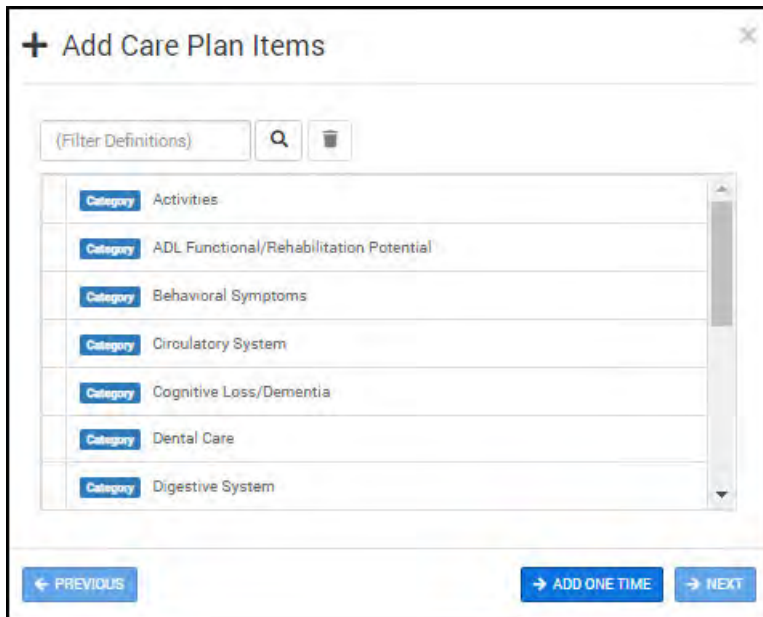 Add Care Plan Items
(Filter Definitions)
Category Activities
Category ADL Functional/Rehabilitation Potential
Category Behavioral Symptoms
Category Circulatory System
Category Cognitive Loss/Dementia
Category Dental Care
Category Digestive System
PREVIOUS ADD ONE TIME NEXT